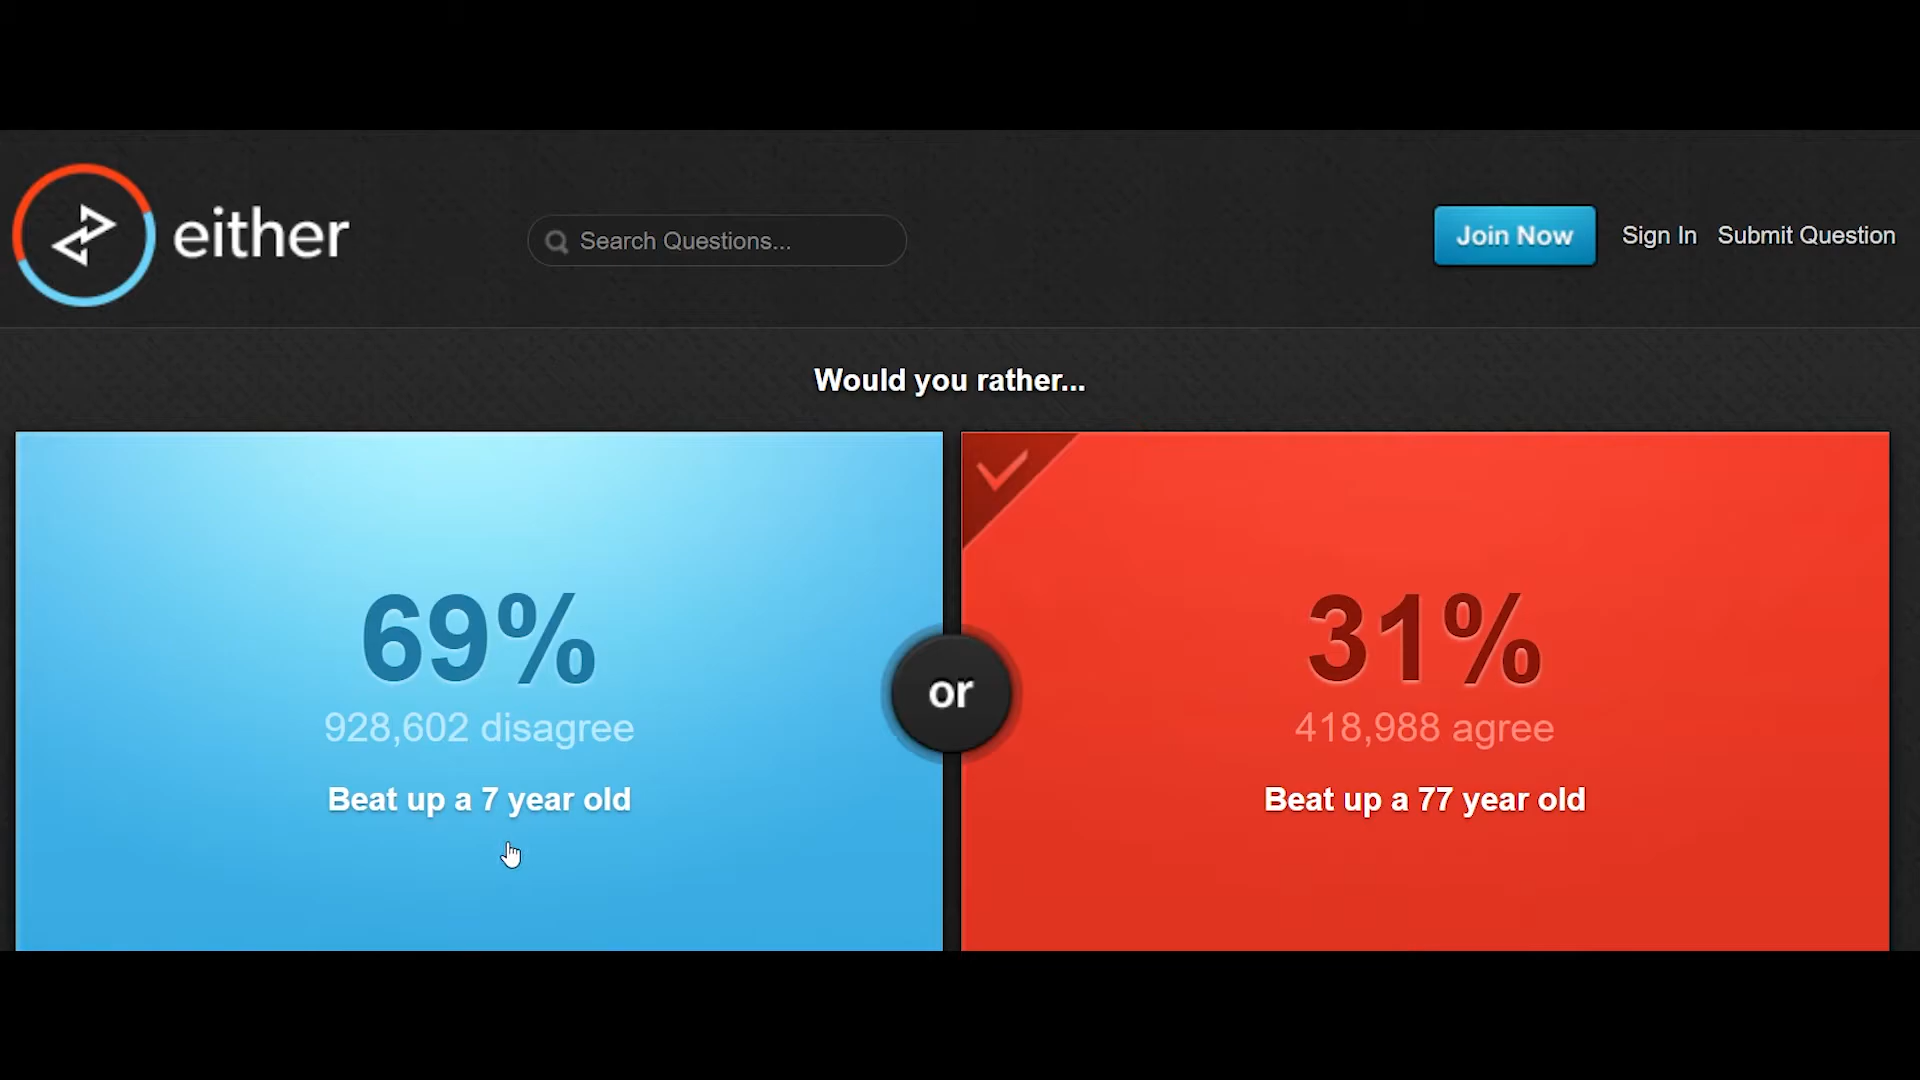 either
Search Questions...
Join Now
Sign In
Submit Question
Would you rather...
69%
928,602 disagree
Beat up a 7 year old
or
31%
418,988 agree
Beat up a 77 year old